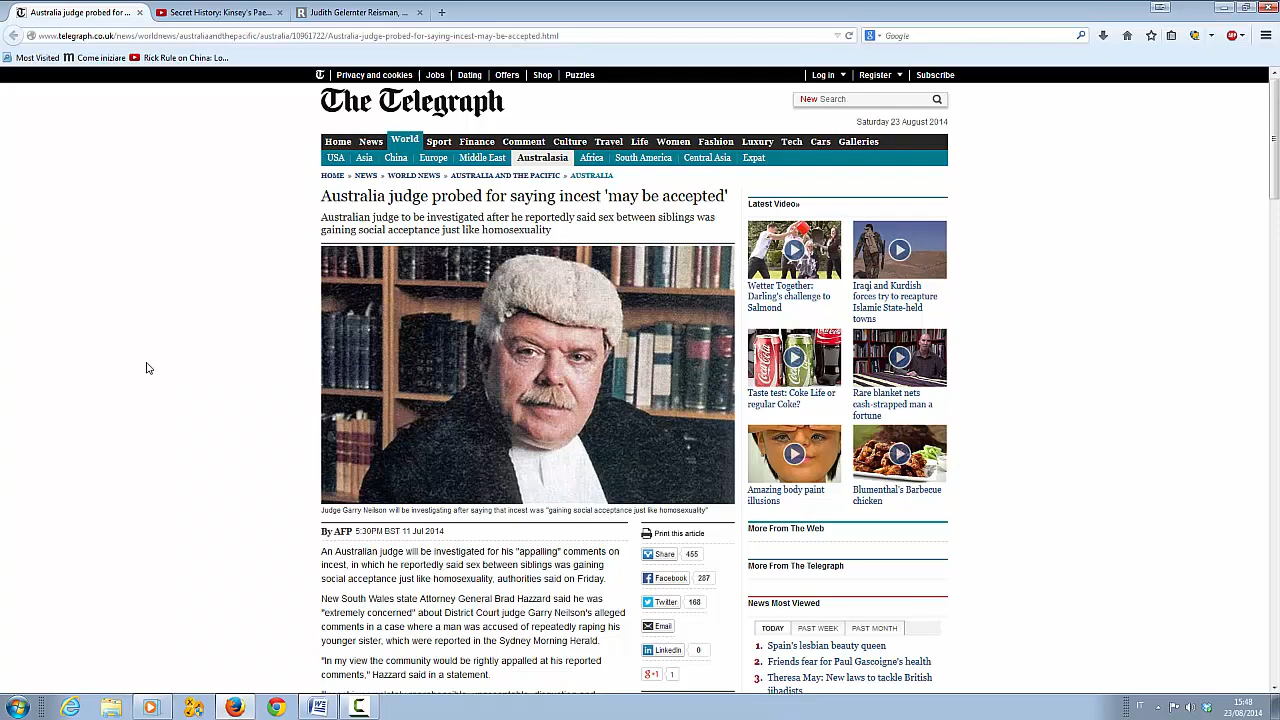 Australia judge probed for ...
Secret History: Kinsey's Pae...
Judith Gelernter Reisman, ...
www.telegraph.co.uk/news/worldnews/australiaandthepacific/australia/10961722/Australia-judge-probed-for-saying-incest-may-be-accepted.html
Google
Most Visited
Come iniziare
Rick Rule on China: Lo...
Privacy and cookies | Jobs | Dating | Offers | Shop | Puzzles
Log in | Register | Subscribe
The Telegraph
New Search
Saturday 23 August 2014
Home News World Sport Finance Comment Culture Travel Life Women Fashion Luxury Tech Cars Galleries
USA | Asia | China | Europe | Middle East | Australasia | Africa | South America | Central Asia | Expat
HOME » NEWS » WORLD NEWS » AUSTRALIA AND THE PACIFIC » AUSTRALIA
Australia judge probed for saying incest 'may be accepted'
Australian judge to be investigated after he reportedly said sex between siblings was
gaining social acceptance just like homosexuality
Judge Garry Neilson will be investigating after saying that incest was "gaining social acceptance just like homosexuality"
By AFP 5:30PM BST 11 Jul 2014
An Australian judge will be investigated for his "appalling" comments on
incest, in which he reportedly said sex between siblings was gaining
social acceptance just like homosexuality, authorities said on Friday.
New South Wales state Attorney General Brad Hazzard said he was
"extremely concerned" about District Court judge Garry Neilson's alleged
comments in a case where a man was accused of repeatedly raping his
younger sister, which were reported in the Sydney Morning Herald.
"In my view the community would be rightly appalled at his reported
comments," Hazzard said in a statement.
Print this article
Share 455
Facebook 287
Twitter 168
Email
LinkedIn 0
g+1 1
Latest Video»
Wetter Together:
Darling's challenge to
Salmond
Iraqi and Kurdish
forces try to recapture
Islamic State-held
towns
Taste test: Coke Life or
regular Coke?
Rare blanket nets
cash-strapped man a
fortune
Amazing body paint
illusions
Blumenthal's Barbecue
chicken
More From The Web
More From The Telegraph
News Most Viewed
TODAY PAST WEEK PAST MONTH
1. Spain's lesbian beauty queen
2. Friends fear for Paul Gascoigne's health
3. Theresa May: New laws to tackle British
jihadists
IT
15:48
23/08/2014